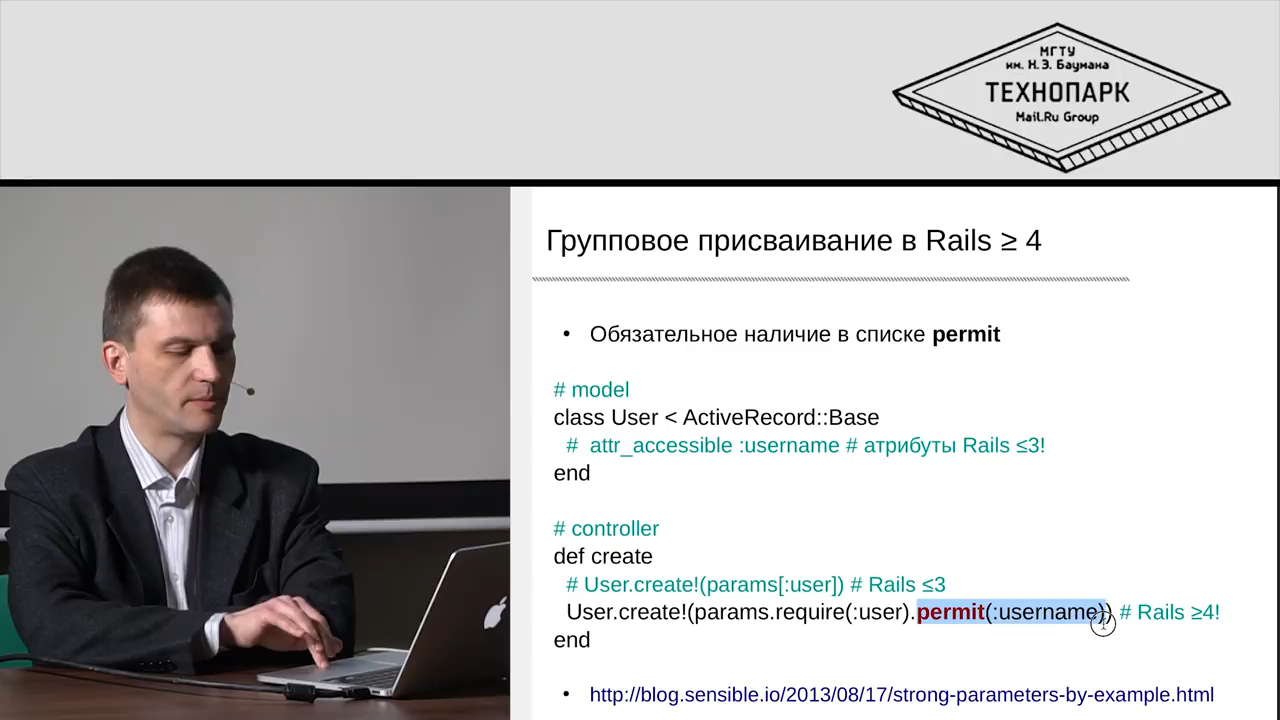 МГТУ
им. Н.Э. Баумана
ТЕХНОПАРК
Mail.Ru Group
Групповое присваивание в Rails ≥ 4
• Обязательное наличие в списке permit
# model
class User < ActiveRecord::Base
# attr_accessible :username # атрибуты Rails ≤3!
end
# controller
def create
# User.create!(params[:user]) # Rails ≤3
User.create!(params.require(:user).permit(:username)) # Rails ≥4!
end
• http://blog.sensible.io/2013/08/17/strong-parameters-by-example.html